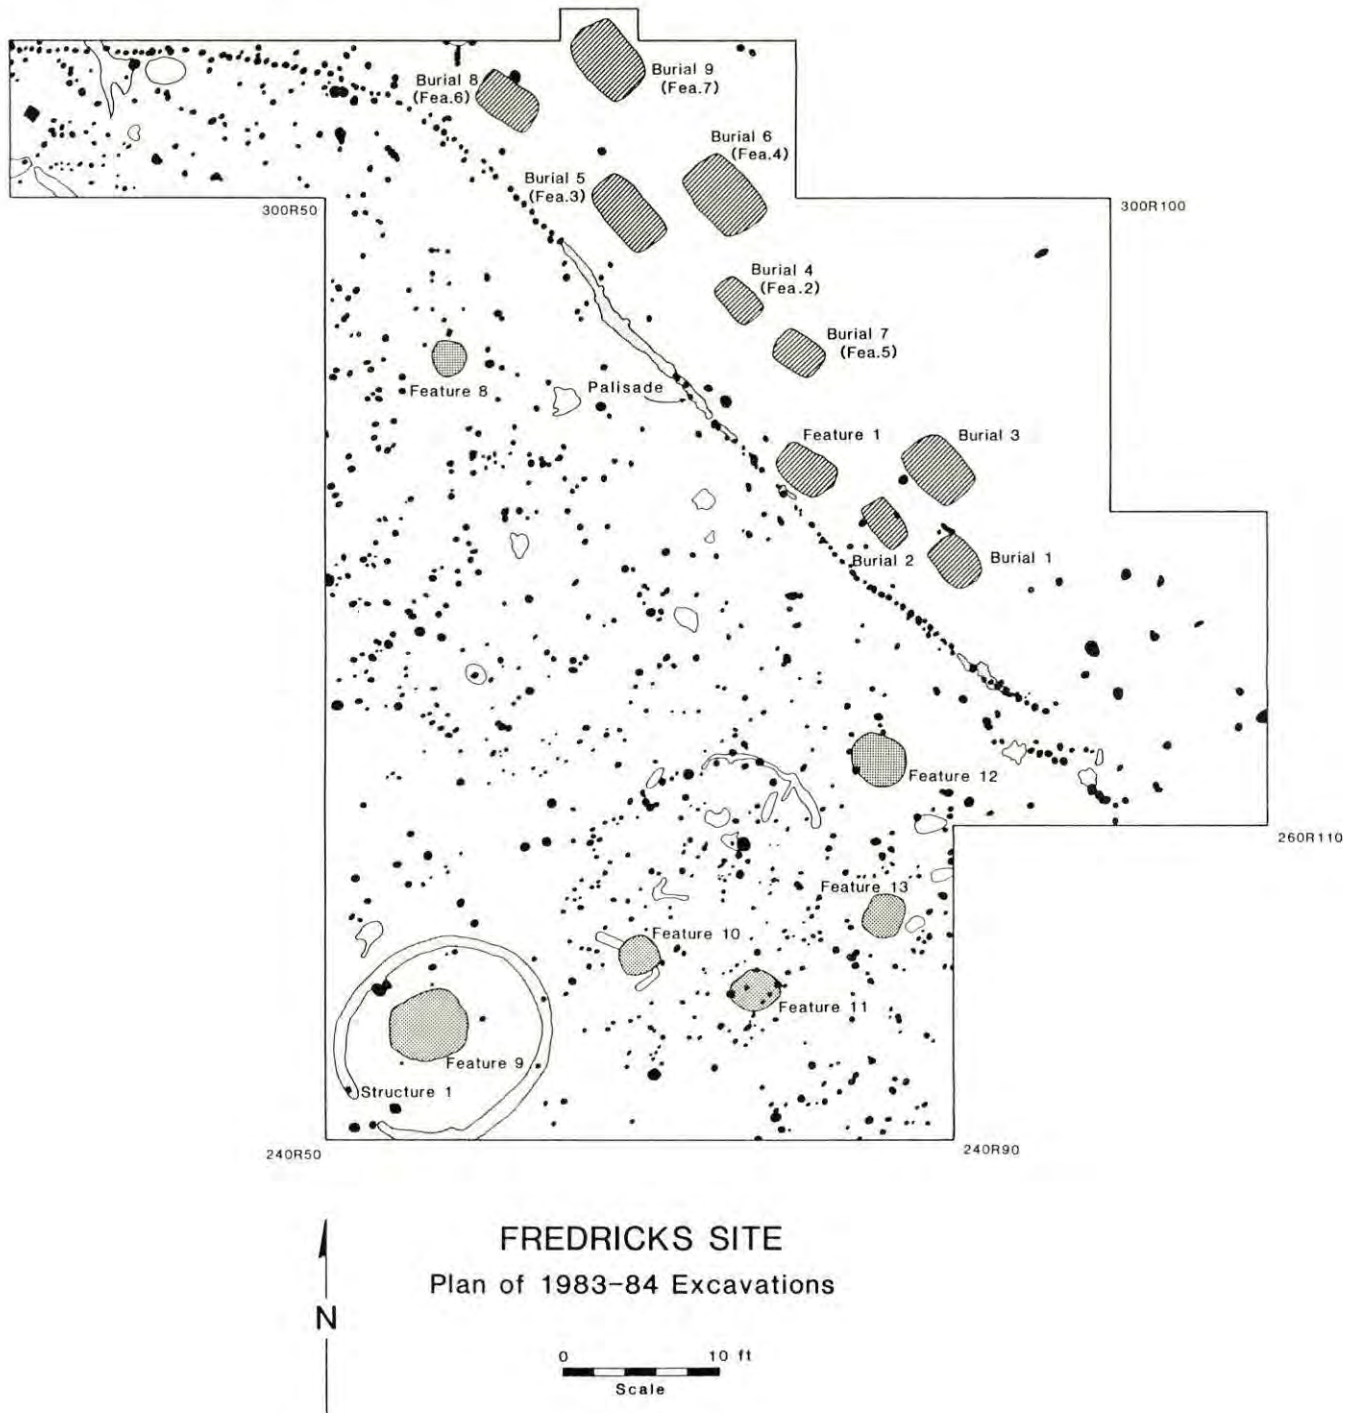 Burial 9
(Fea.7)
Burial 8
(Fea.6)
Burial 6
(Fea.4)
Burial 5
(Fea.3)
300R50
300R100
Burial 4
(Fea.2)
Burial 7
(Fea.5)
Feature 8
Palisade
Feature 1
Burial 3
Burial 2
Burial 1
Feature 12
260R110
Feature 13
Feature 10
Feature 11
Feature 9
Structure 1
240R50
240R90
FREDRICKS SITE
Plan of 1983-84 Excavations
N
0 10 ft
Scale